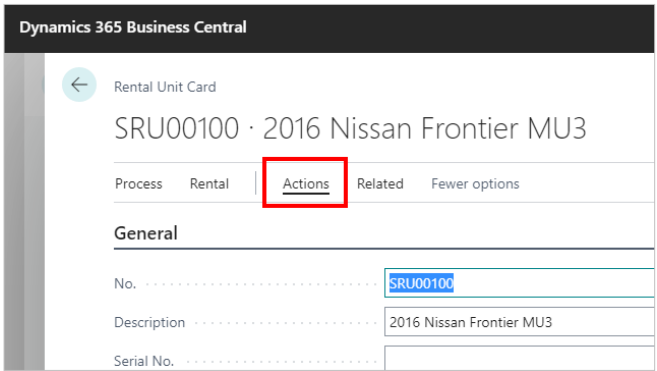 Dynamics 365 Business Central
Rental Unit Card
SRU00100 · 2016 Nissan Frontier MU3
Process Rental Actions Related Fewer options
General
No. SRU00100
Description 2016 Nissan Frontier MU3
Serial No.